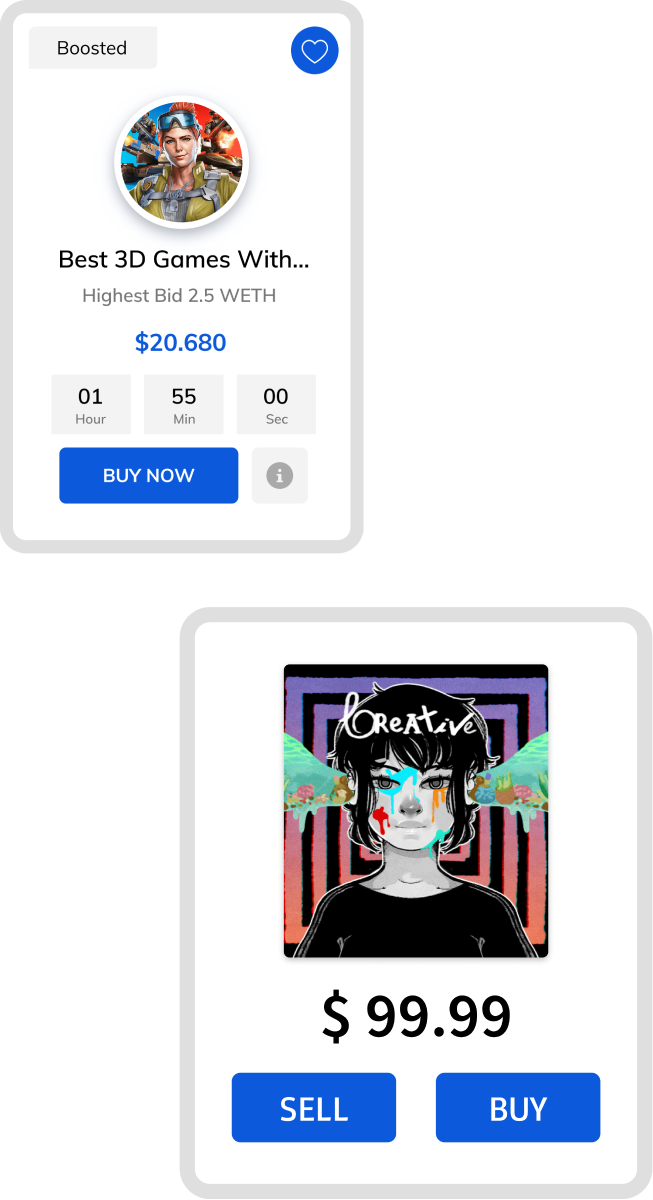 Boosted
Best 3D Games With...
Highest Bid 2.5 WETH
$20.680
01 55 00
Hour Min Sec
BUY NOW
CREATIVE
$ 99.99
SELL BUY